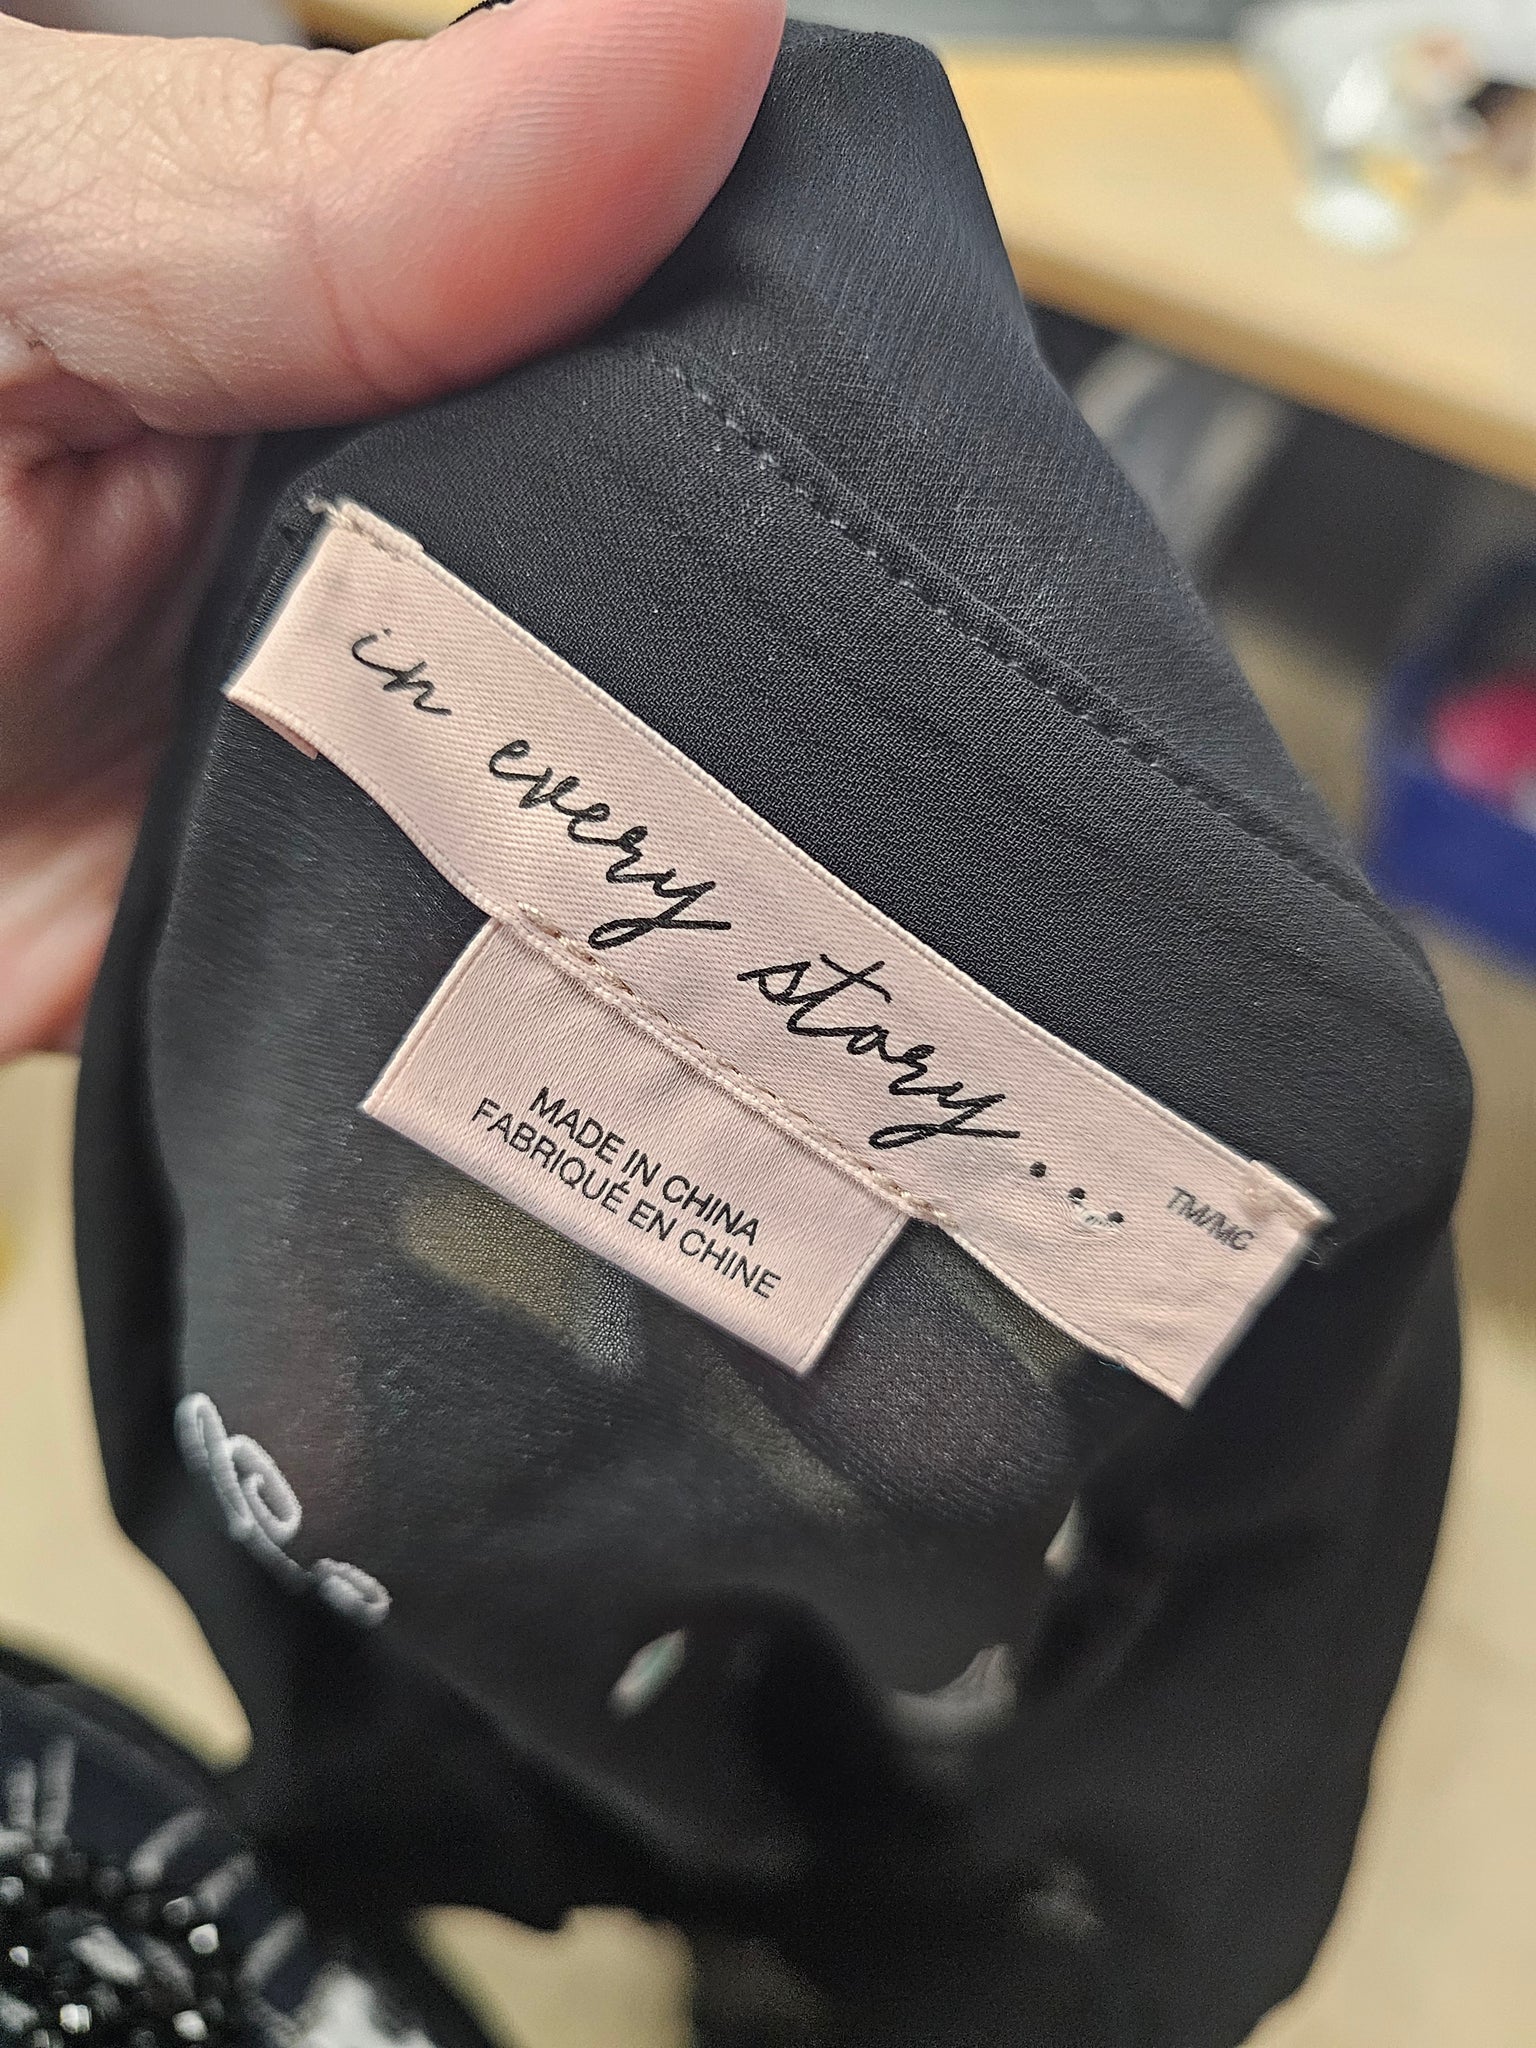 in every story... TM/MC
MADE IN CHINA
FABRIQUÉ EN CHINE